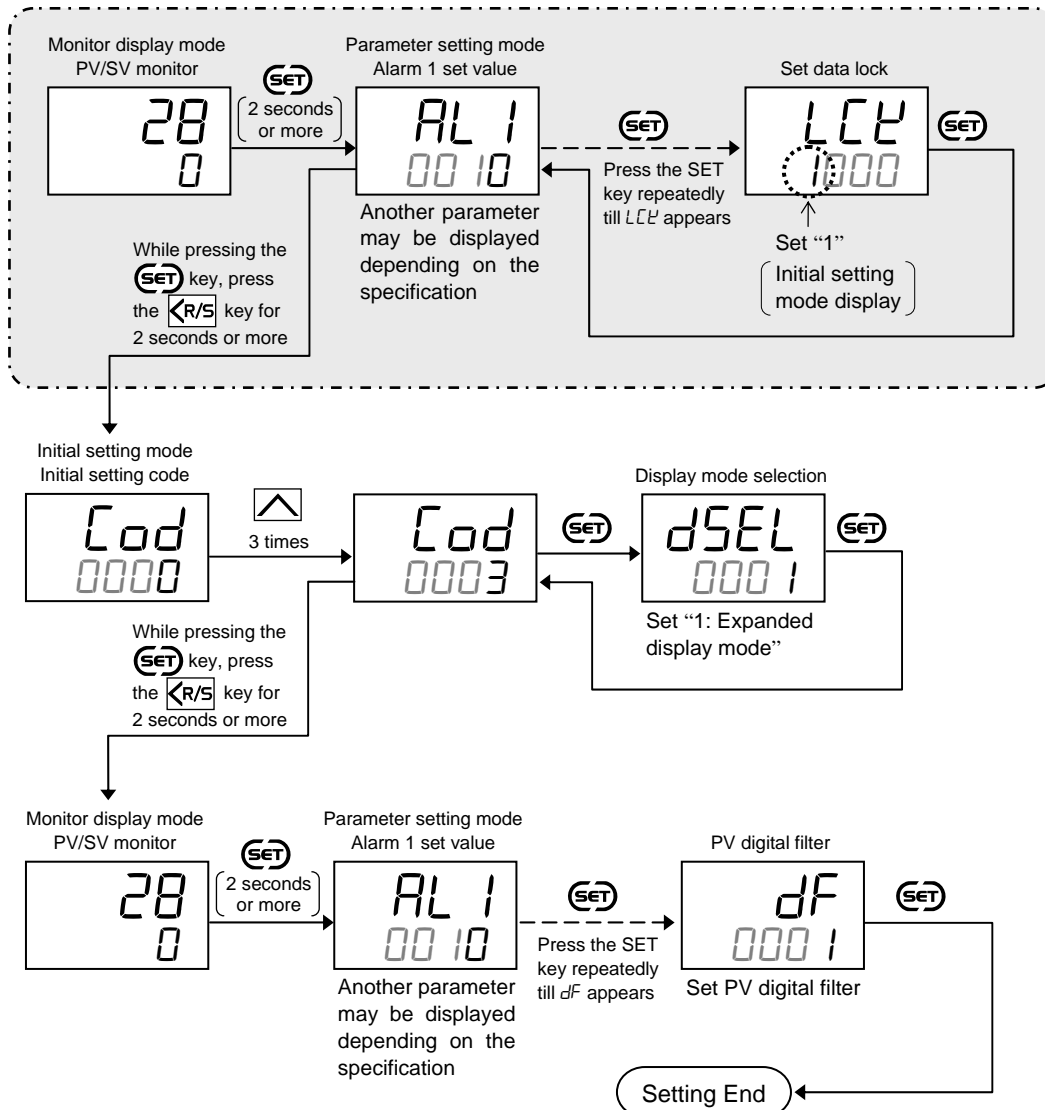 Monitor display mode
PV/SV monitor
28
0
SET
2 seconds
or more
Parameter setting mode
Alarm 1 set value
AL1
0010
Another parameter
may be displayed
depending on the
specification
SET
Press the SET
key repeatedly
till LCK appears
Set data lock
LCK
1000
Set “1”
Initial setting
mode display
SET
While pressing the
SET key, press
the <R/S key for
2 seconds or more
Initial setting mode
Initial setting code
Cod
0000
3 times
Cod
0003
SET
Display mode selection
dSEL
0001
Set “1: Expanded
display mode”
SET
While pressing the
SET key, press
the <R/S key for
2 seconds or more
Monitor display mode
PV/SV monitor
28
0
SET
2 seconds
or more
Parameter setting mode
Alarm 1 set value
AL1
0010
Another parameter
may be displayed
depending on the
specification
SET
Press the SET
key repeatedly
till dF appears
PV digital filter
dF
0001
Set PV digital filter
SET
Setting End